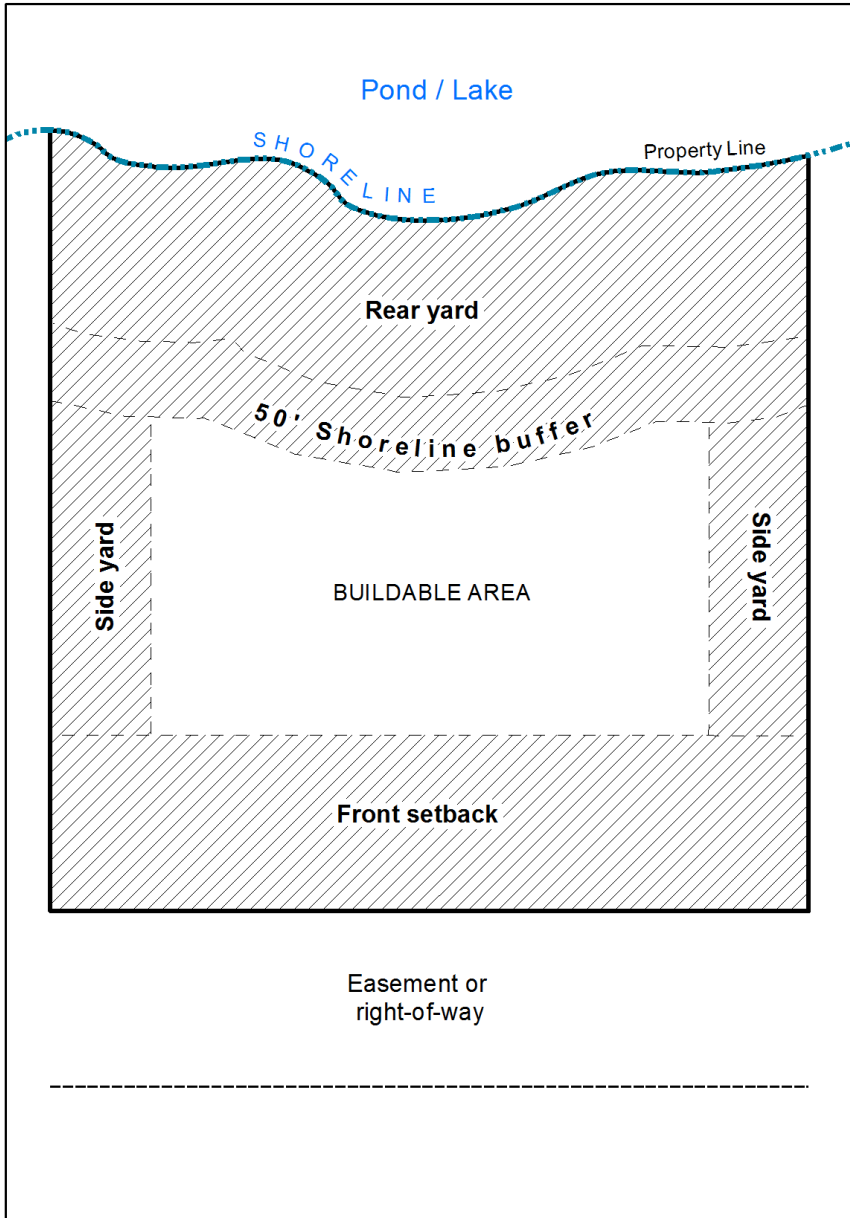 Pond / Lake
SHORELINE
Property Line
Rear yard
50' Shoreline buffer
Side yard
Side yard
BUILDABLE AREA
Front setback
Easement or
right-of-way